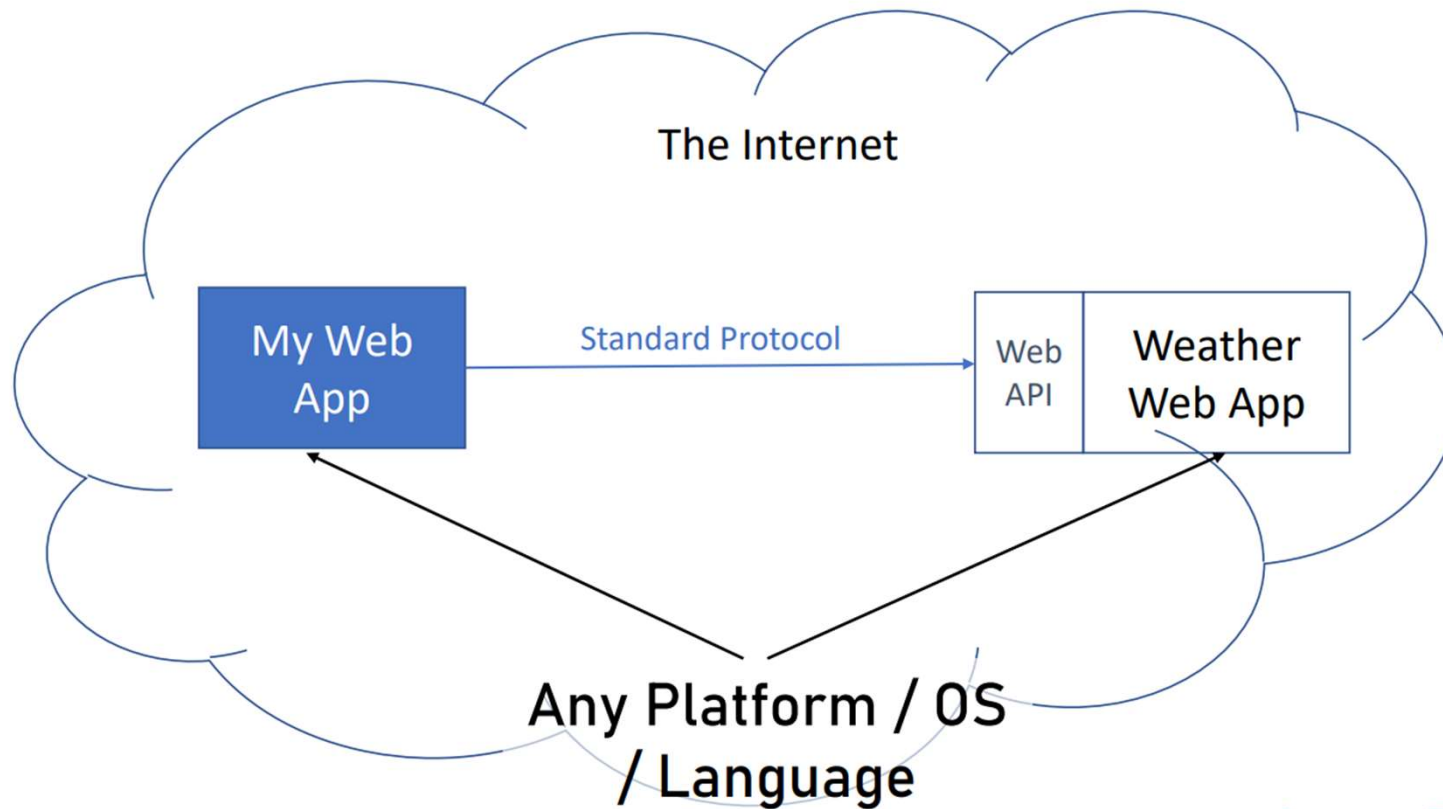 The Internet
My Web
App
Standard Protocol
Web
API
Weather
Web App
Any Platform / OS
/ Language